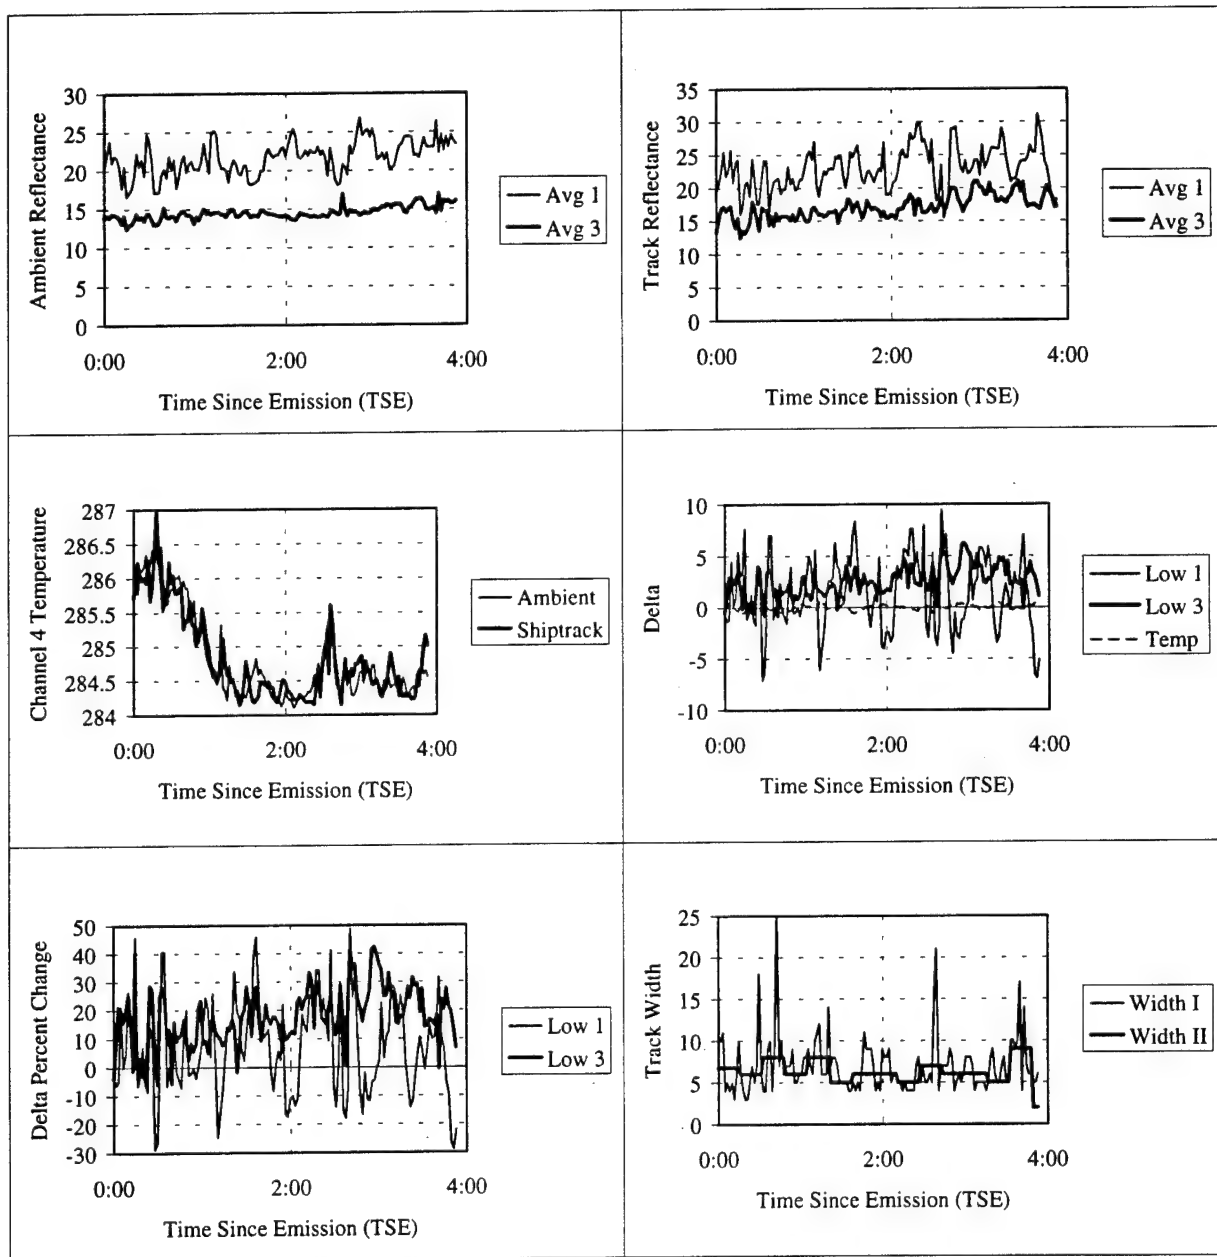 30
25
20
15
10
5
0
Ambient Reflectance
0:00 2:00 4:00
Time Since Emission (TSE)
Avg 1
Avg 3
35
30
25
20
15
10
5
0
Track Reflectance
0:00 2:00 4:00
Time Since Emission (TSE)
Avg 1
Avg 3
287
286.5
286
285.5
285
284.5
284
Channel 4 Temperature
0:00 2:00 4:00
Time Since Emission (TSE)
Ambient
Shiptrack
10
5
0
-5
-10
Delta
0:00 2:00 4:00
Time Since Emission (TSE)
Low 1
Low 3
Temp
50
40
30
20
10
0
-10
-20
-30
Delta Percent Change
0:00 2:00 4:00
Time Since Emission (TSE)
Low 1
Low 3
25
20
15
10
5
0
Track Width
0:00 2:00 4:00
Time Since Emission (TSE)
Width I
Width II